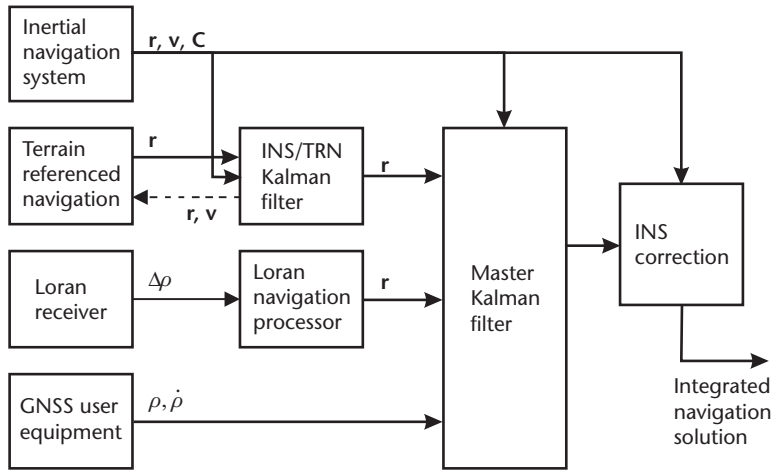 Inertial
navigation
system
r, v, C
Terrain
referenced
navigation
r
r, v
INS/TRN
Kalman
filter
r
Loran
receiver
Δρ
Loran
navigation
processor
r
GNSS user
equipment
ρ, ρ̇
Master
Kalman
filter
INS
correction
Integrated
navigation
solution